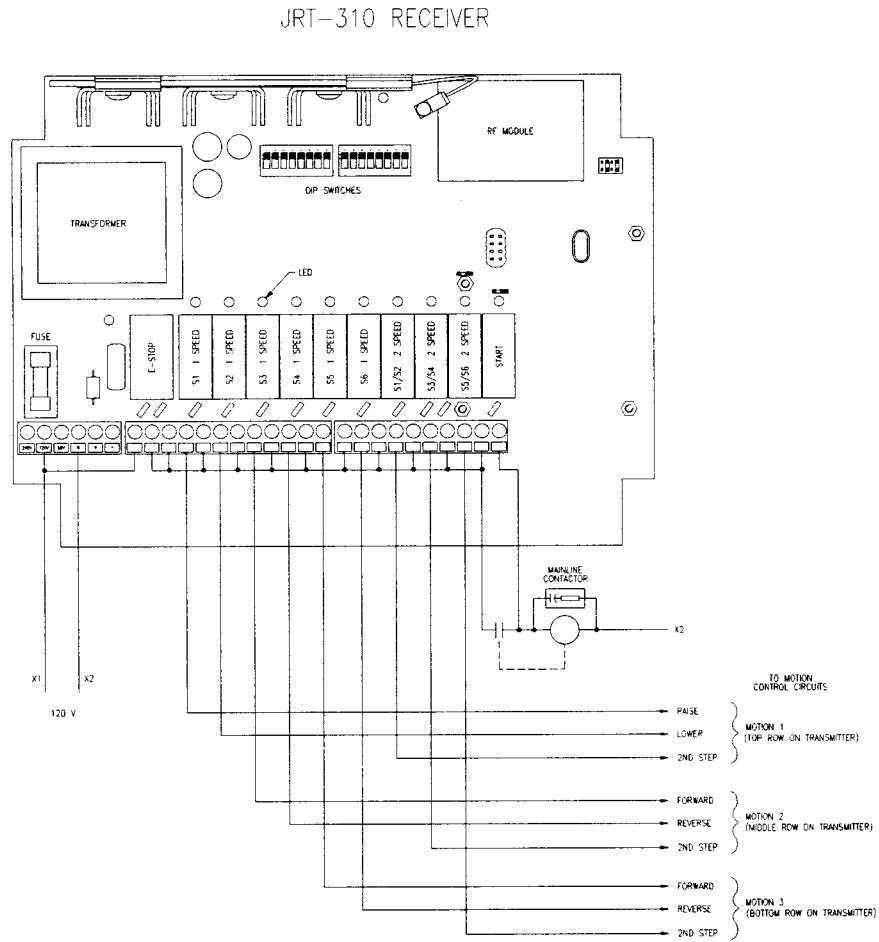 JRT-310 RECEIVER
RF MODULE
DIP SWITCHES
TRANSFORMER
LED
FUSE
E-STOP
S1 1 SPEED
S2 1 SPEED
S3 1 SPEED
S4 1 SPEED
S5 1 SPEED
S6 1 SPEED
S1/S2 2 SPEED
S3/S4 2 SPEED
S5/S6 2 SPEED
START
240V 120V
MAINLINE
CONTACTOR
X2
X1 X2
120 V
TO MOTION
CONTROL CIRCUITS
RAISE
LOWER
2ND STEP
MOTION 1
(TOP ROW ON TRANSMITTER)
FORWARD
REVERSE
2ND STEP
MOTION 2
(MIDDLE ROW ON TRANSMITTER)
FORWARD
REVERSE
2ND STEP
MOTION 3
(BOTTOM ROW ON TRANSMITTER)